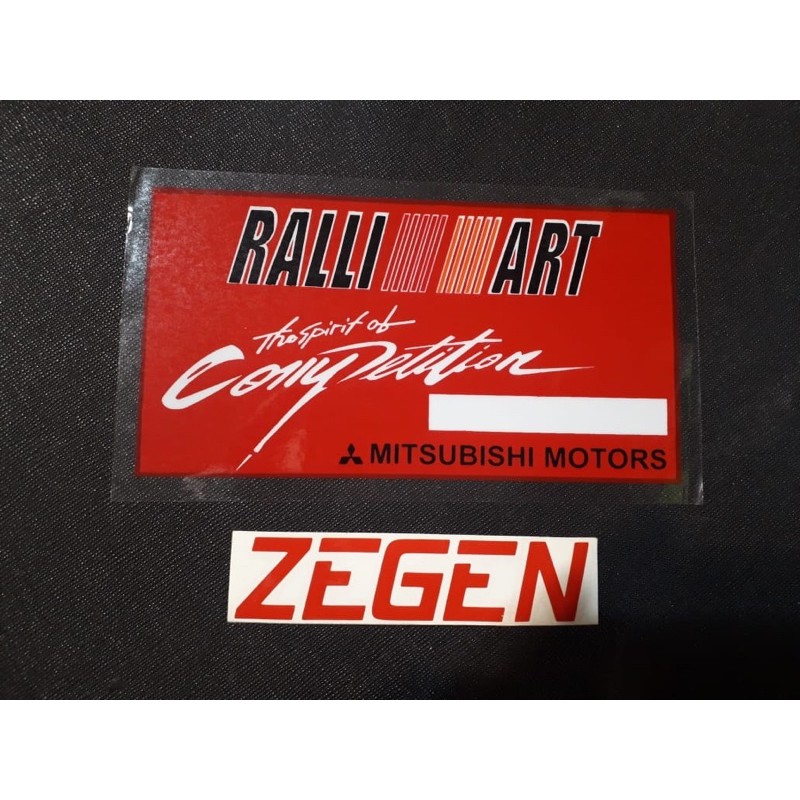 RALLI ART
The Spirit of
Competition
MITSUBISHI MOTORS
ZEGEN